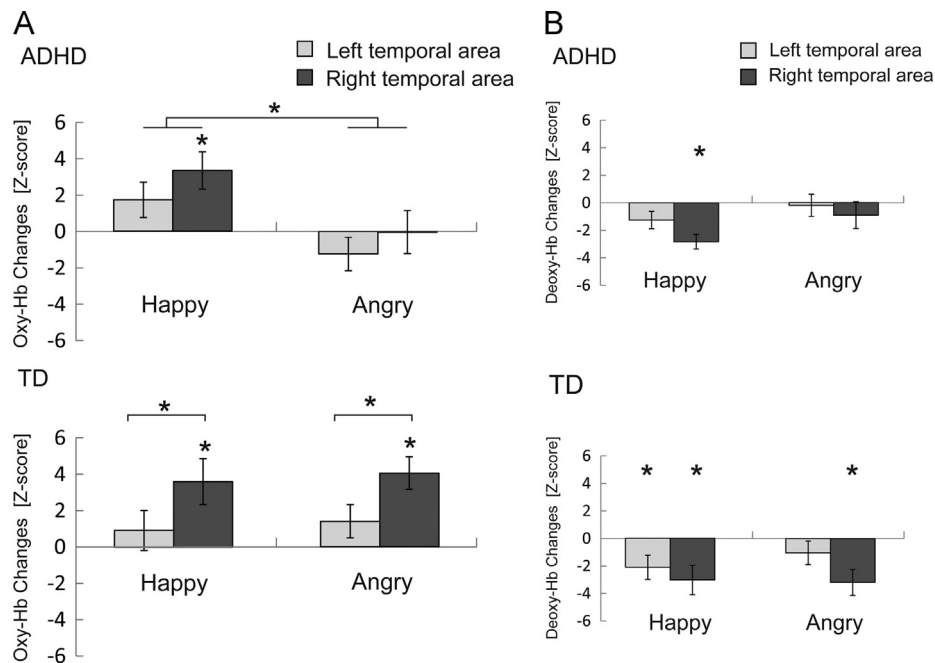 A
ADHD
Left temporal area
Right temporal area
Oxy-Hb Changes [Z-score]
6
4
2
0
-2
-4
-6
*
*
Happy
Angry
TD
Oxy-Hb Changes [Z-score]
6
4
2
0
-2
-4
-6
*
*
*
*
Happy
Angry
B
ADHD
Left temporal area
Right temporal area
Deoxy-Hb Changes [Z-score]
6
4
2
0
-2
-4
-6
*
Happy
Angry
TD
Deoxy-Hb Changes [Z-score]
6
4
2
0
-2
-4
-6
*
*
*
Happy
Angry